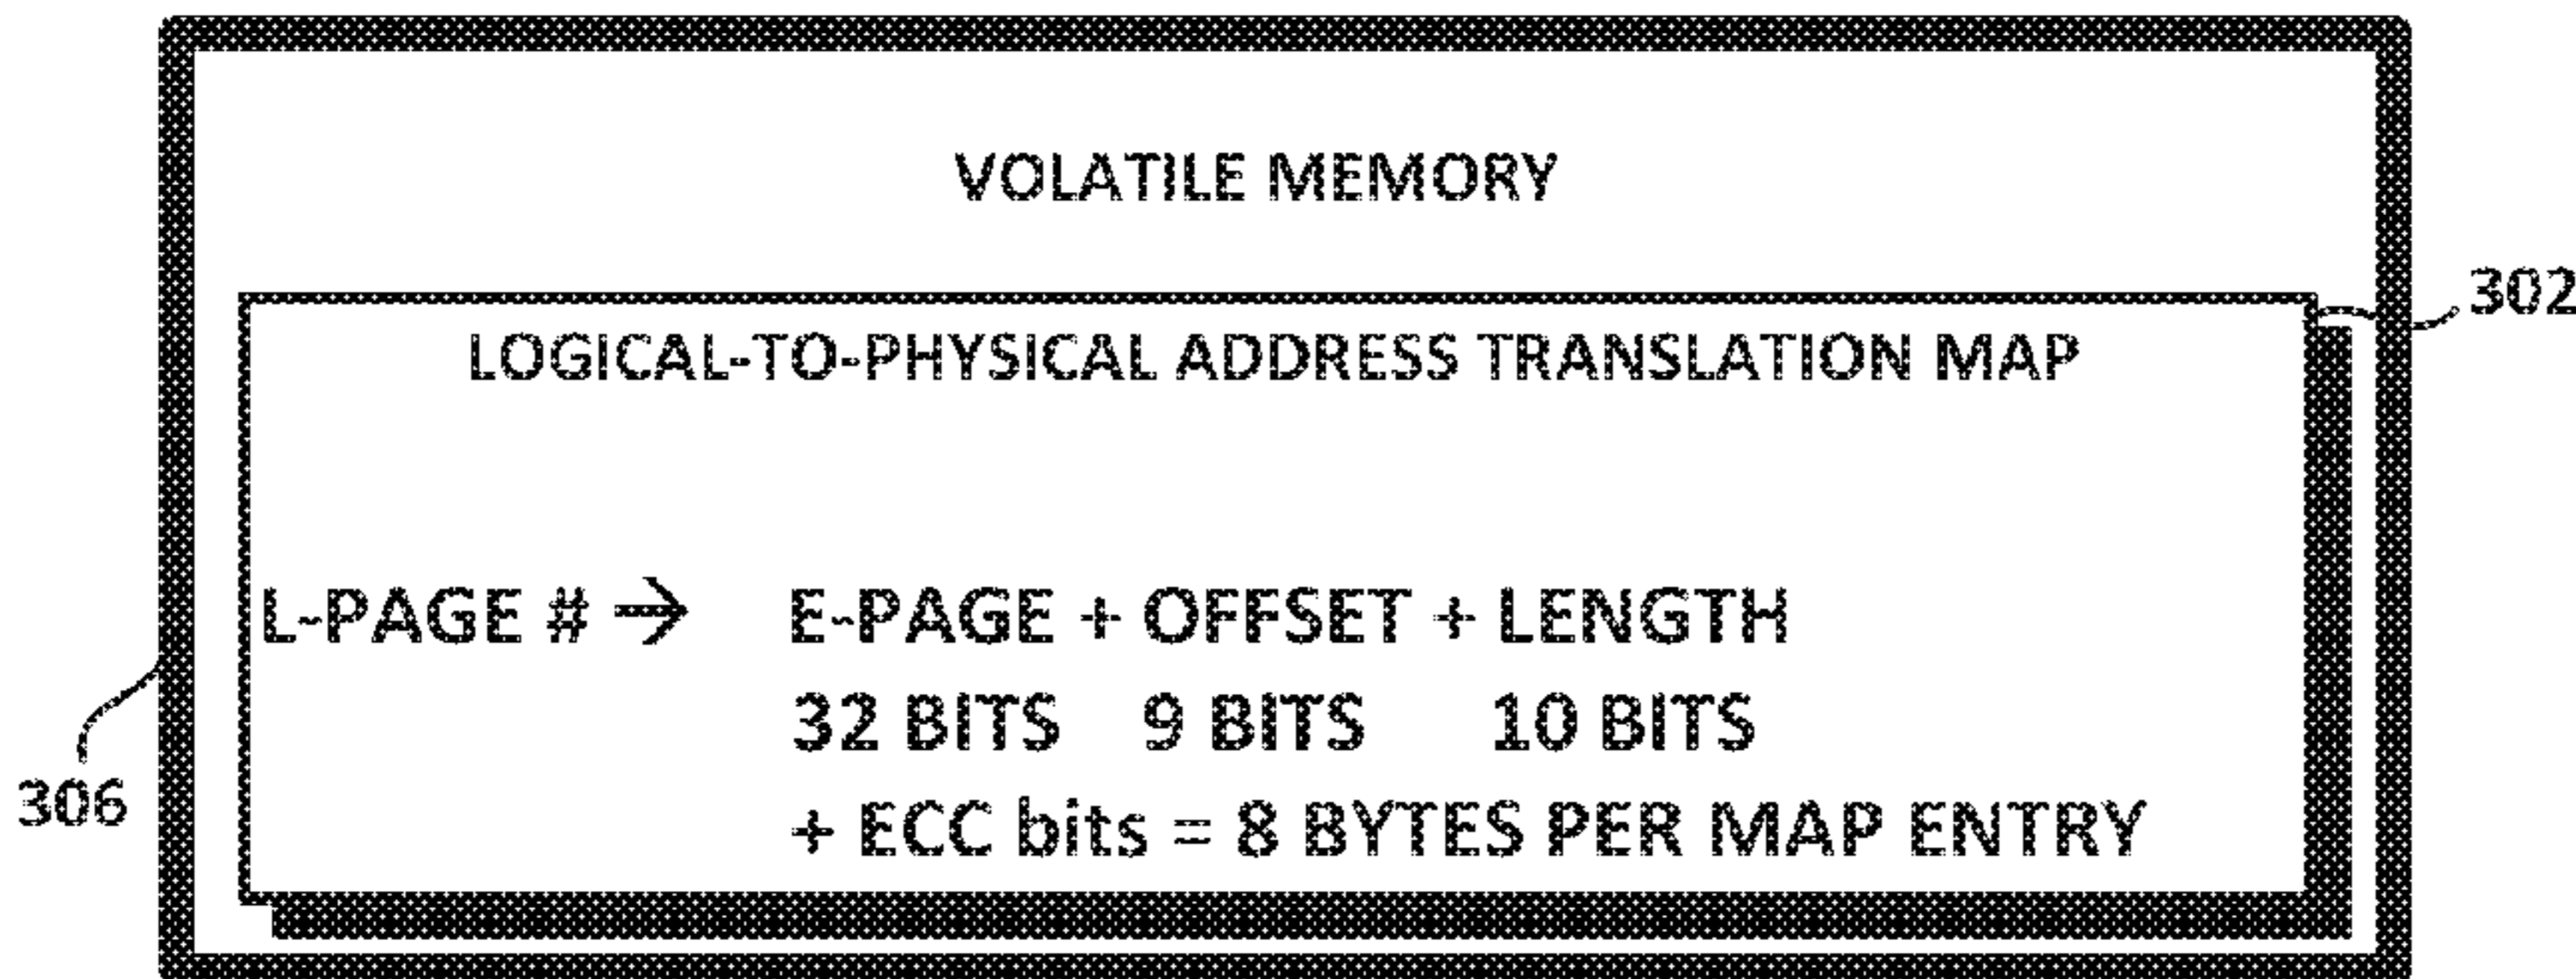 VOLATILE MEMORY
302
LOGICAL-TO-PHYSICAL ADDRESS TRANSLATION MAP
L-PAGE # → E-PAGE + OFFSET + LENGTH
32 BITS 9 BITS 10 BITS
306
+ ECC bits = 8 BYTES PER MAP ENTRY